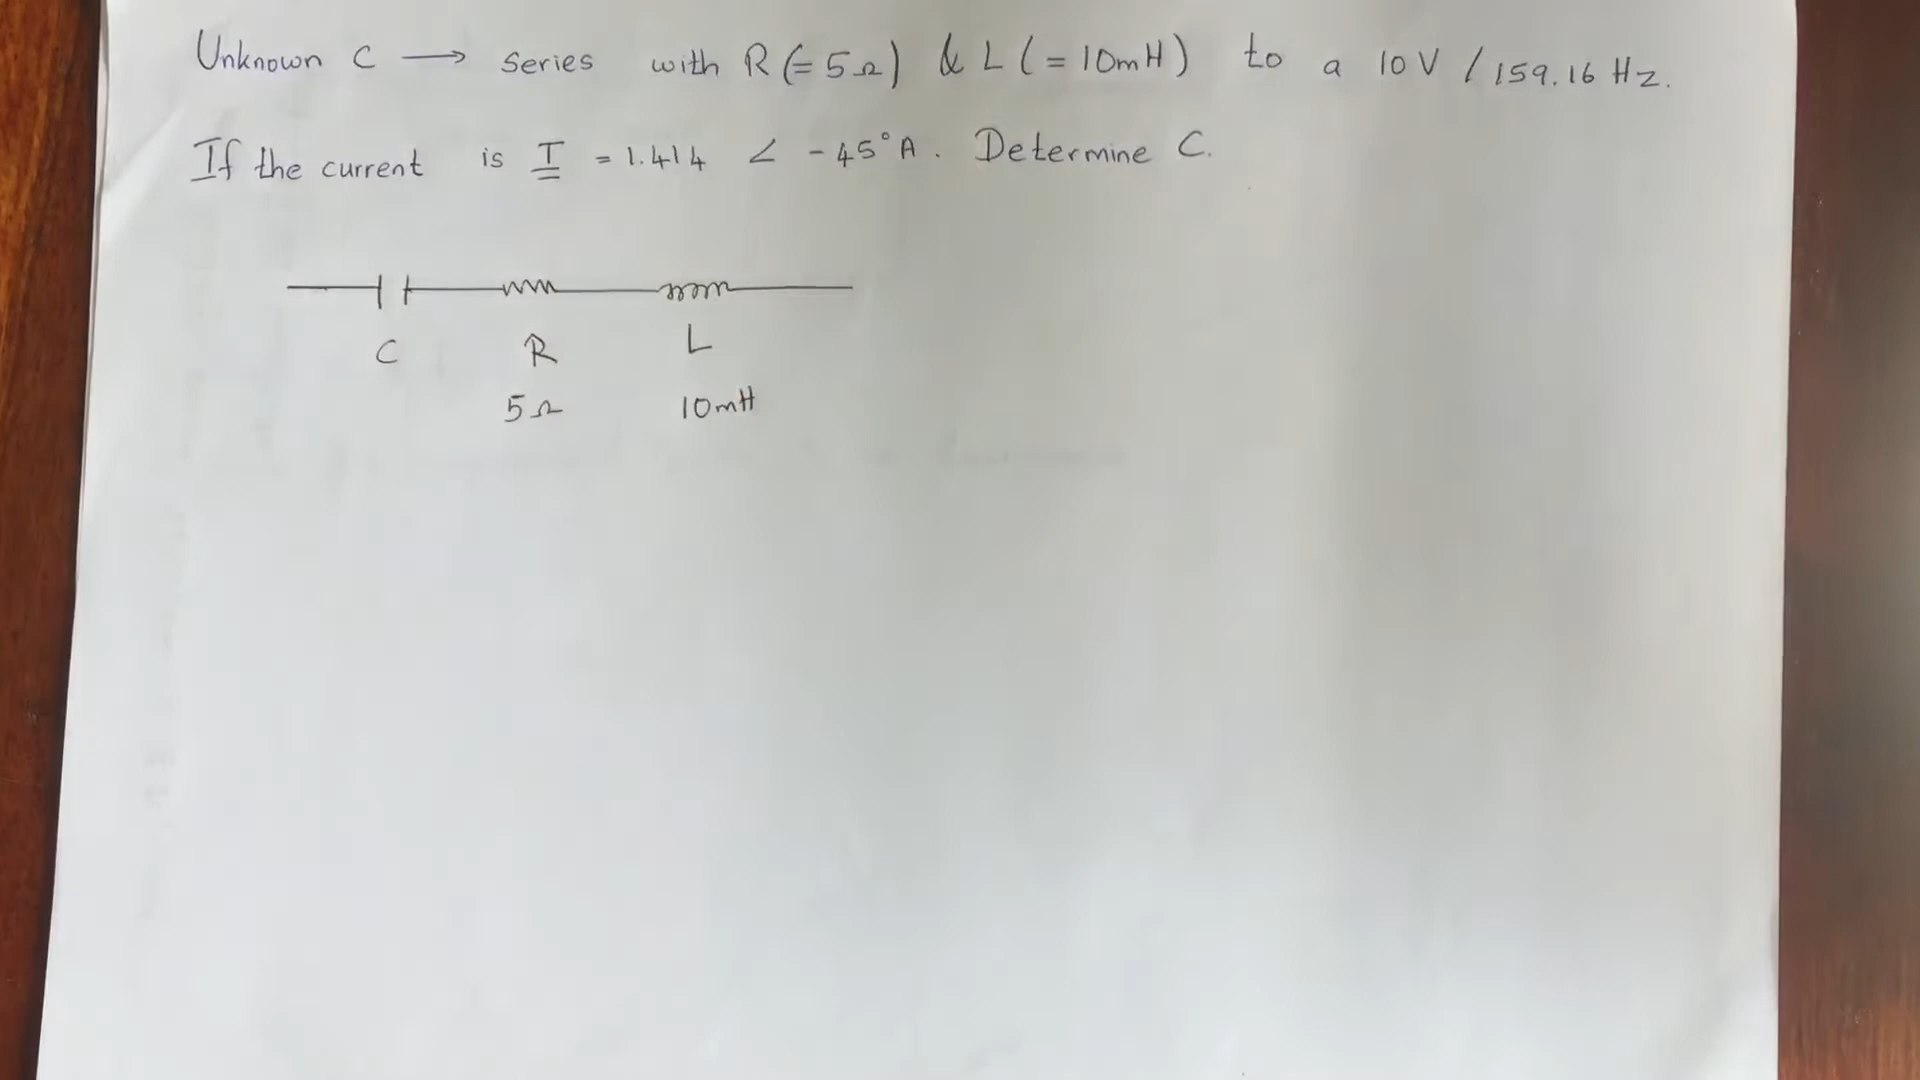 Unknown C → series with R (= 5Ω) & L (= 10mH) to a 10V / 159.16 Hz.
If the current is I = 1.414 ∠ -45° A. Determine C.
C R L
5Ω 10mH